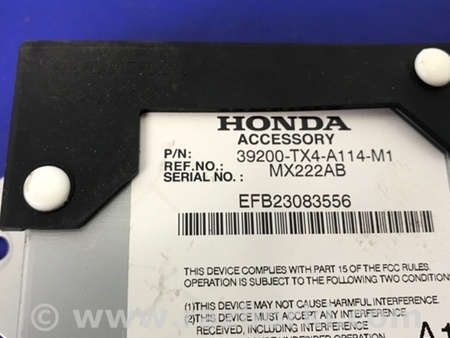 HONDA
ACCESSORY
P/N: 39200-TX4-A114-M1
REF.NO.: MX222AB
SERIAL NO. :
EFB23083556
THIS DEVICE COMPLIES WITH PART 15 OF THE FCC RULES.
OPERATION IS SUBJECT TO THE FOLLOWING TWO CONDITIONS
(1)THIS DEVICE MAY NOT CAUSE HARMFUL INTERFERENCE.
(2)THIS DEVICE MUST ACCEPT ANY INTERFERENCE
RECEIVED, INCLUDING INTERFERENCE